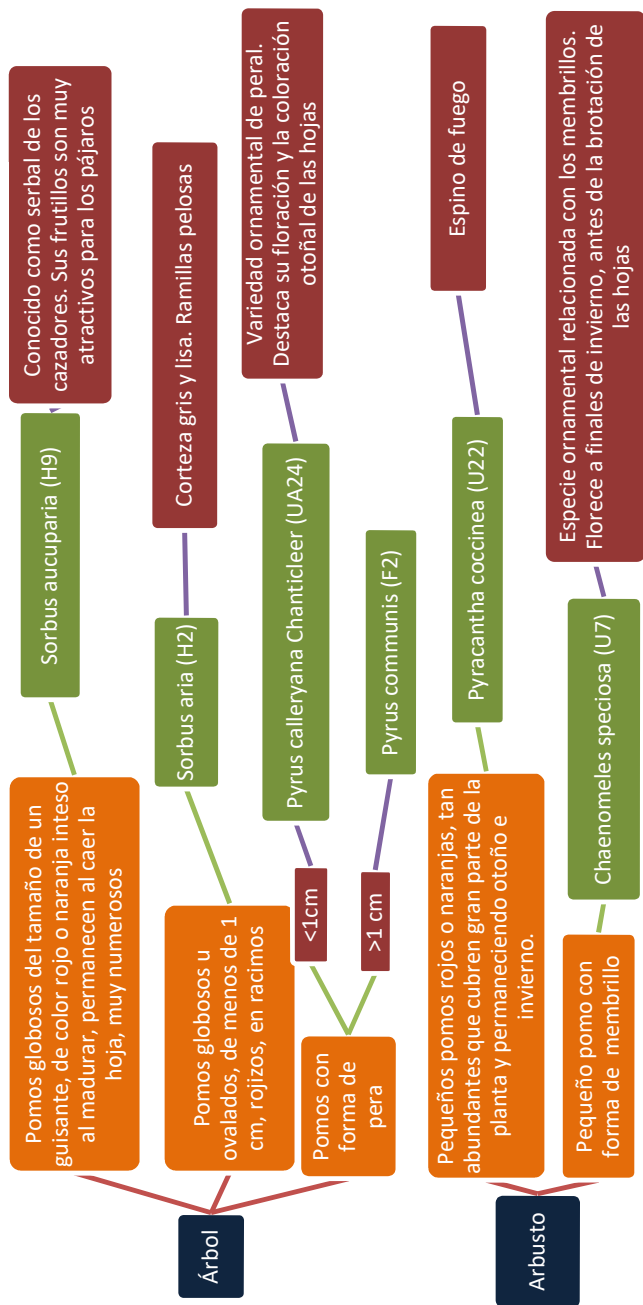 Árbol
Pomos globosos del tamaño de un
guisante, de color rojo o naranja inteso
al madurar, permanecen al caer la
hoja, muy numerosos
Sorbus aucuparia (H9)
Conocido como serbal de los
cazadores. Sus frutillos son muy
atractivos para los pájaros
Pomos globosos u
ovalados, de menos de 1
cm, rojizos, en racimos
Sorbus aria (H2)
Corteza gris y lisa. Ramillas pelosas
Pomos con
forma de
pera
<1cm
Pyrus calleryana Chanticleer (UA24)
Variedad ornamental de peral.
Destaca su floración y la coloración
otoñal de las hojas
>1 cm
Pyrus communis (F2)
Arbusto
Pequeños pomos rojos o naranjas, tan
abundantes que cubren gran parte de la
planta y permaneciendo otoño e
invierno.
Pyracantha coccinea (U22)
Espino de fuego
Pequeño pomo con
forma de membrillo
Chaenomeles speciosa (U7)
Especie ornamental relacionada con los membrillos.
Florece a finales de invierno, antes de la brotación de
las hojas